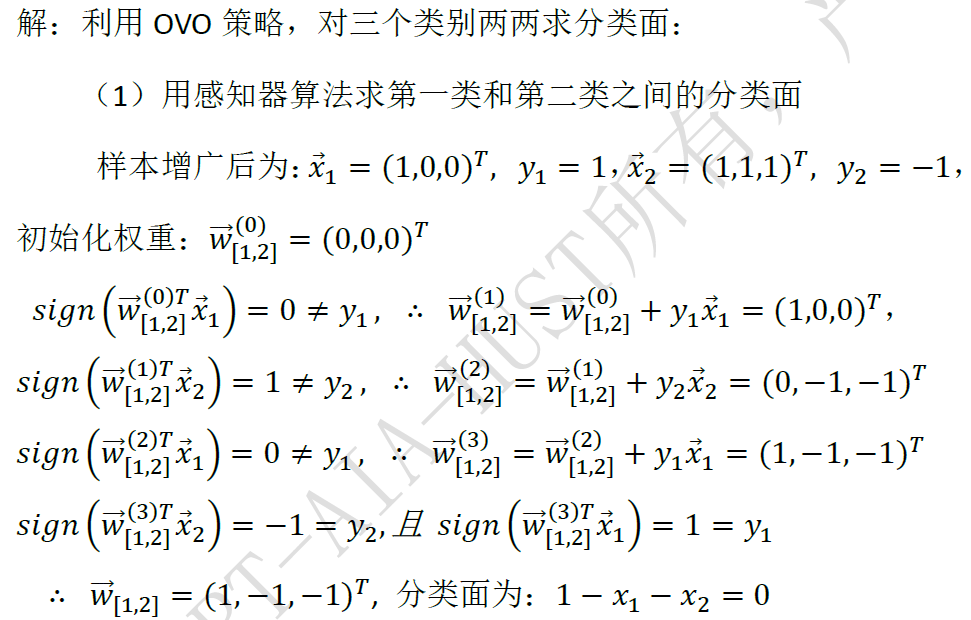 解：利用 OVO 策略，对三个类别两两求分类面：
（1）用感知器算法求第一类和第二类之间的分类面
样本增广后为：$\vec{x}_1 = (1,0,0)^T, \ y_1 = 1, \vec{x}_2 = (1,1,1)^T, \ y_2 = -1$，
初始化权重：$\vec{w}_{[1,2]}^{(0)} = (0,0,0)^T$
$sign\left(\vec{w}_{[1,2]}^{(0)T}\vec{x}_1\right) = 0 \neq y_1, \ \therefore \ \vec{w}_{[1,2]}^{(1)} = \vec{w}_{[1,2]}^{(0)} + y_1\vec{x}_1 = (1,0,0)^T$，
$sign\left(\vec{w}_{[1,2]}^{(1)T}\vec{x}_2\right) = 1 \neq y_2, \ \therefore \ \vec{w}_{[1,2]}^{(2)} = \vec{w}_{[1,2]}^{(1)} + y_2\vec{x}_2 = (0,-1,-1)^T$
$sign\left(\vec{w}_{[1,2]}^{(2)T}\vec{x}_1\right) = 0 \neq y_1, \ \therefore \ \vec{w}_{[1,2]}^{(3)} = \vec{w}_{[1,2]}^{(2)} + y_1\vec{x}_1 = (1,-1,-1)^T$
$sign\left(\vec{w}_{[1,2]}^{(3)T}\vec{x}_2\right) = -1 = y_2, 且 \ sign\left(\vec{w}_{[1,2]}^{(3)T}\vec{x}_1\right) = 1 = y_1$
$\therefore \ \vec{w}_{[1,2]} = (1,-1,-1)^T$, 分类面为：$1 - x_1 - x_2 = 0$
PT-AIA-HUST所有，